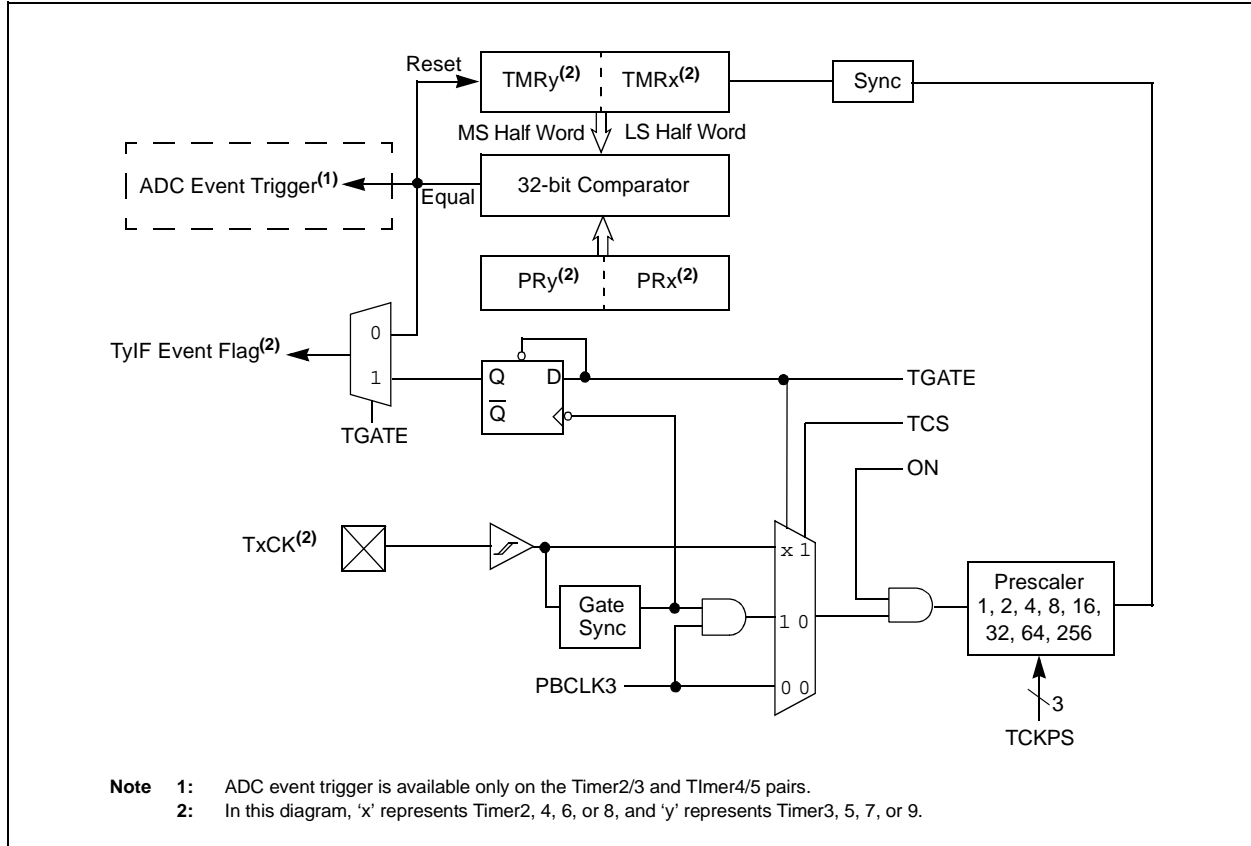 Reset
TMRy(2) TMRx(2)
Sync
MS Half Word LS Half Word
ADC Event Trigger(1)
Equal
32-bit Comparator
PRy(2) PRx(2)
0
TyIF Event Flag(2)
1
Q D
Q
TGATE
TGATE
TCS
ON
TxCK(2)
x 1
Gate
Sync
1 0
Prescaler
1, 2, 4, 8, 16,
32, 64, 256
PBCLK3
0 0
3
TCKPS
Note 1: ADC event trigger is available only on the Timer2/3 and TImer4/5 pairs.
2: In this diagram, ‘x’ represents Timer2, 4, 6, or 8, and ‘y’ represents Timer3, 5, 7, or 9.